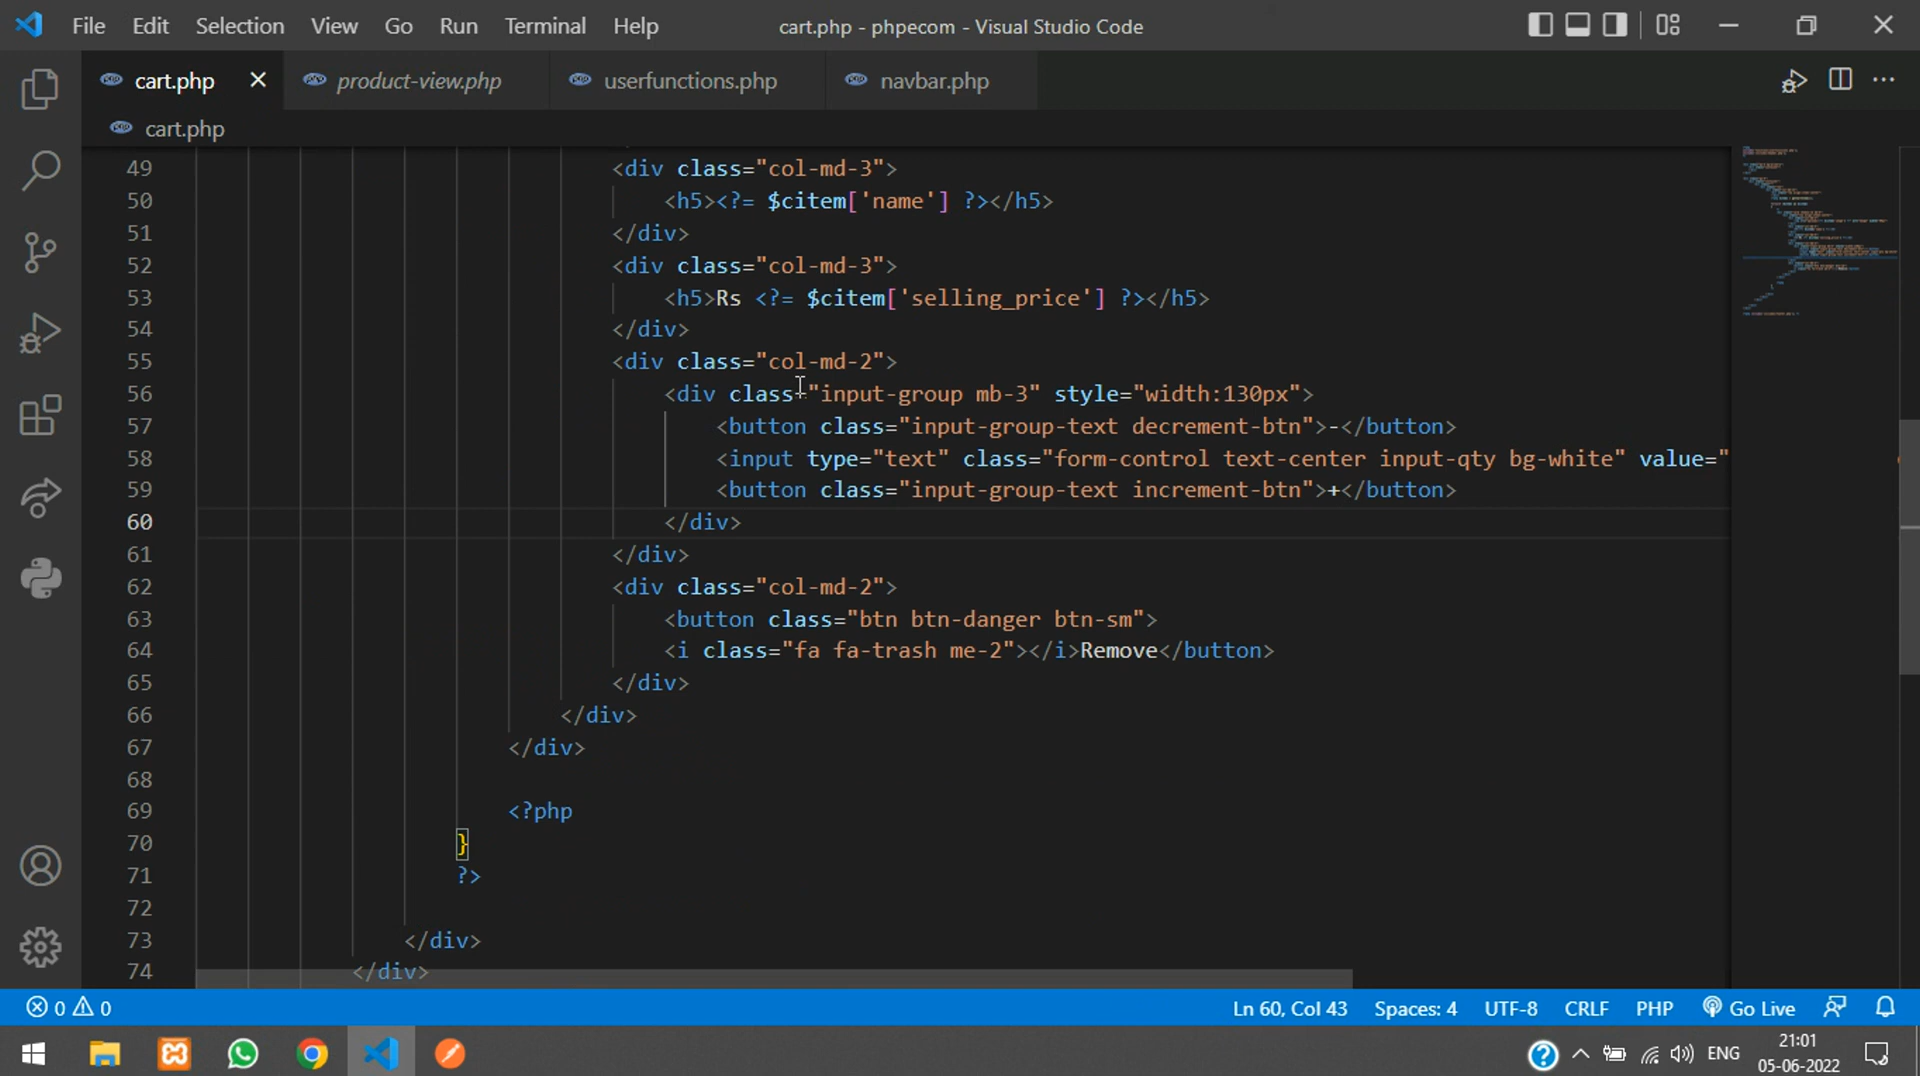 File Edit Selection View Go Run Terminal Help cart.php - phpecom - Visual Studio Code
cart.php product-view.php userfunctions.php navbar.php
cart.php
49 <div class="col-md-3">
50 <h5><?= $citem['name'] ?></h5>
51 </div>
52 <div class="col-md-3">
53 <h5>Rs <?= $citem['selling_price'] ?></h5>
54 </div>
55 <div class="col-md-2">
56 <div class="input-group mb-3" style="width:130px">
57 <button class="input-group-text decrement-btn">-</button>
58 <input type="text" class="form-control text-center input-qty bg-white" value="
59 <button class="input-group-text increment-btn">+</button>
60 </div>
61 </div>
62 <div class="col-md-2">
63 <button class="btn btn-danger btn-sm">
64 <i class="fa fa-trash me-2"></i>Remove</button>
65 </div>
66 </div>
67 </div>
68
69 <?php
70 }
71 ?>
72
73 </div>
74 </div>
0 0 Ln 60, Col 43 Spaces: 4 UTF-8 CRLF PHP Go Live
ENG 21:01
05-06-2022